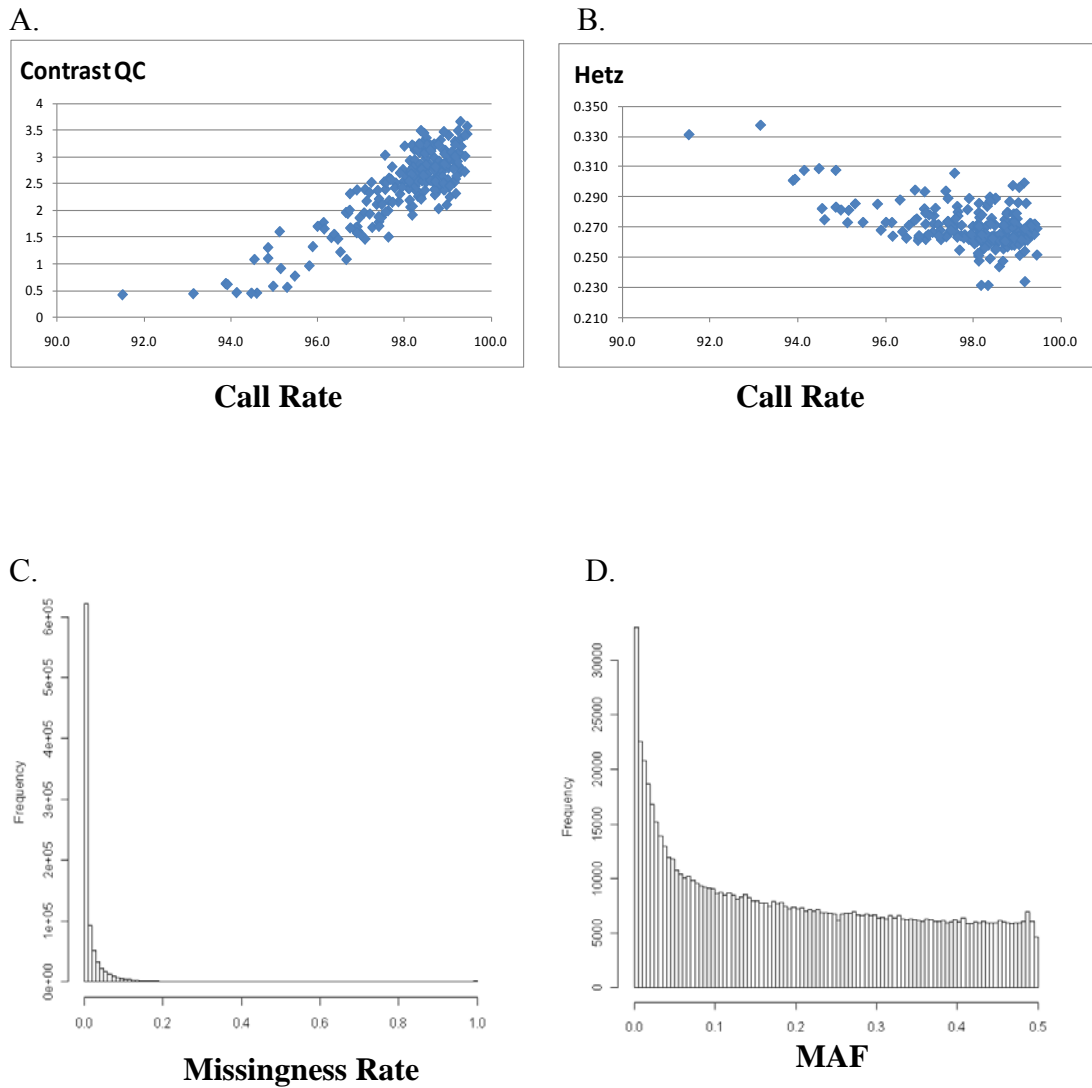 A.
Contrast QC
4
3.5
3
2.5
2
1.5
1
0.5
0
90.0 92.0 94.0 96.0 98.0 100.0
Call Rate
B.
Hetz
0.350
0.330
0.310
0.290
0.270
0.250
0.230
0.210
90.0 92.0 94.0 96.0 98.0 100.0
Call Rate
C.
Frequency
6e+05
5e+05
4e+05
3e+05
2e+05
1e+05
0e+00
0.0 0.2 0.4 0.6 0.8 1.0
Missingness Rate
D.
Frequency
30000
25000
20000
15000
10000
5000
0
0.0 0.1 0.2 0.3 0.4 0.5
MAF